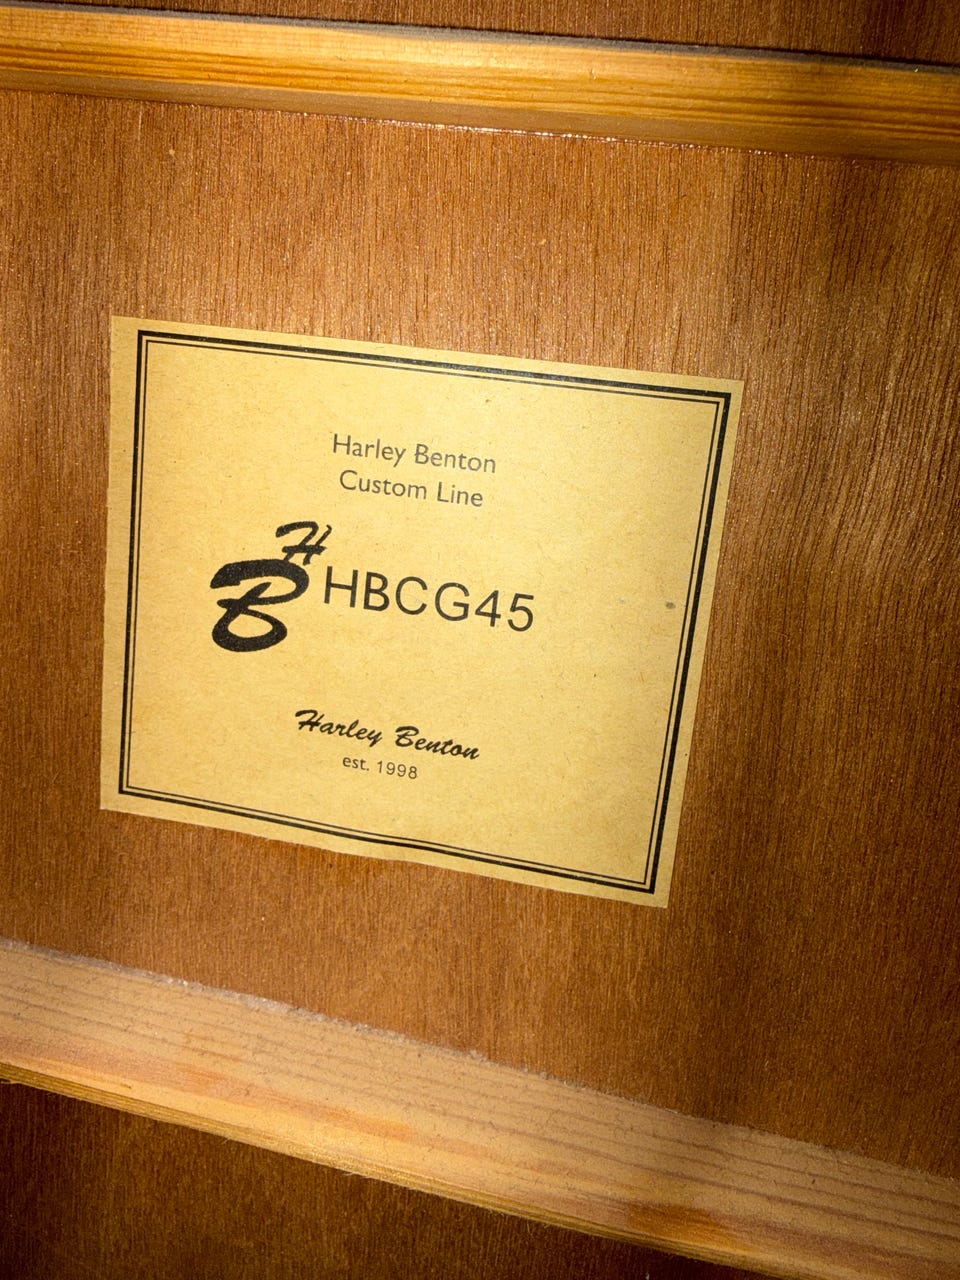 Harley Benton
Custom Line
HB HBCG45
Harley Benton
est. 1998